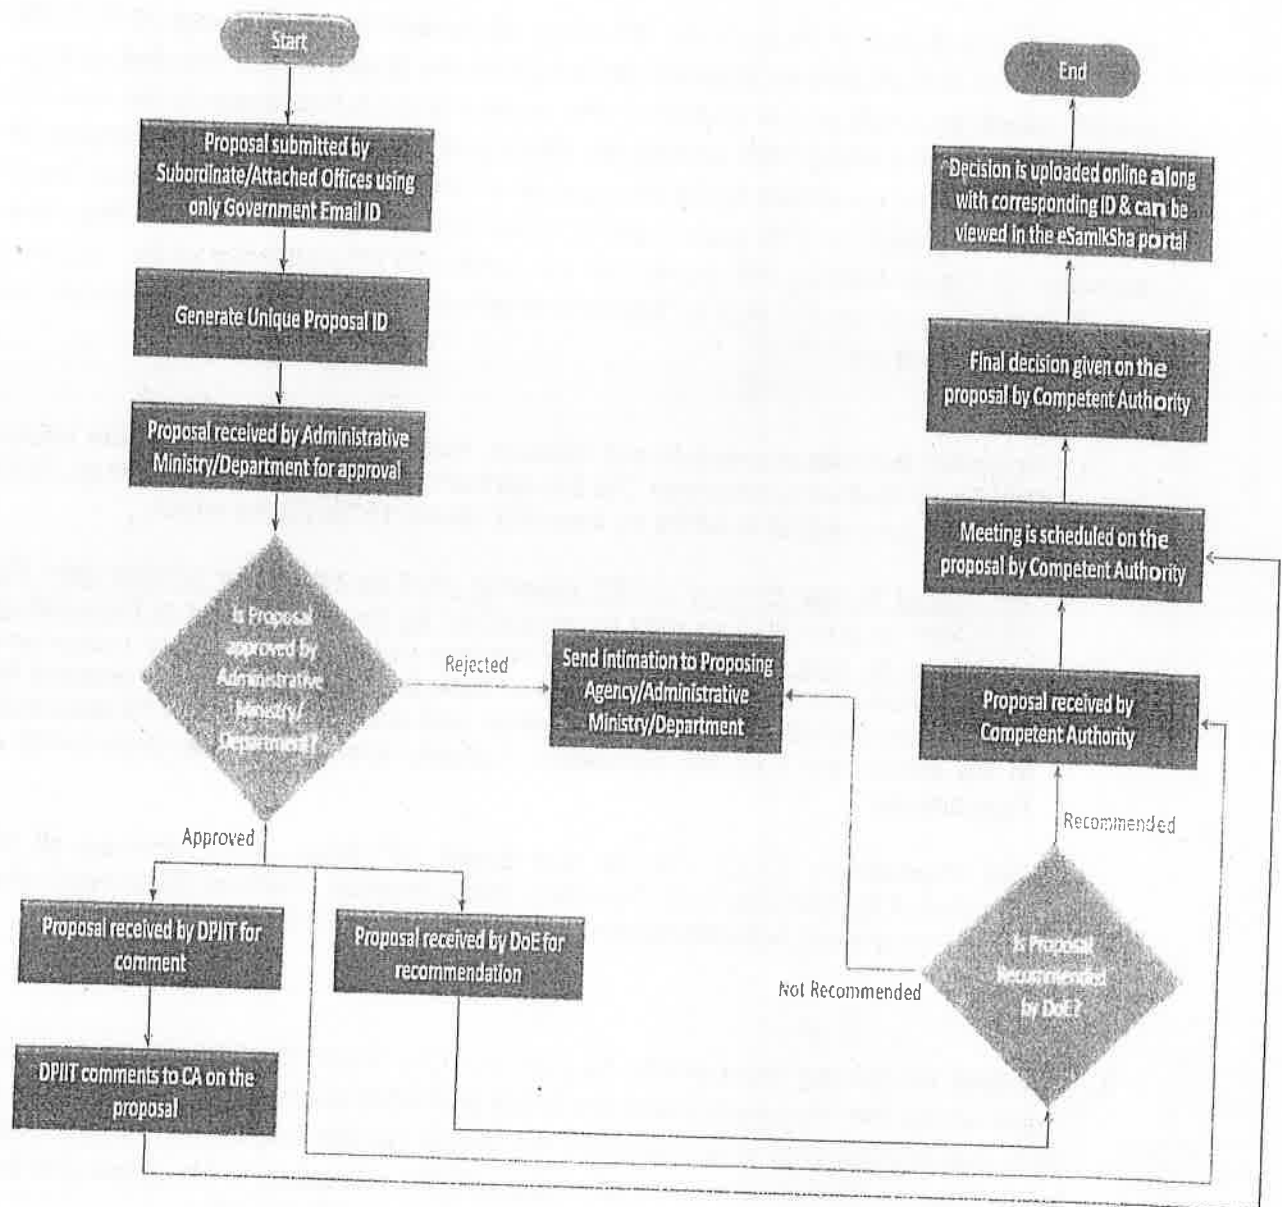 Start
Proposal submitted by
Subordinate/Attached Offices using
only Government Email ID
Generate Unique Proposal ID
Proposal received by Administrative
Ministry/Department for approval
Is Proposal
approved by
Administrative
Ministry/
Department?
Rejected
Send intimation to Proposing
Agency/Administrative
Ministry/Department
Approved
Proposal received by DPIIT for
comment
DPIIT comments to CA on the
proposal
Proposal received by DoE for
recommendation
Not Recommended
Is Proposal
Recommended
by DoE?
Recommended
Proposal received by
Competent Authority
Meeting is scheduled on the
proposal by Competent Authority
Final decision given on the
proposal by Competent Authority
Decision is uploaded online along
with corresponding ID & can be
viewed in the eSamikSha portal
End